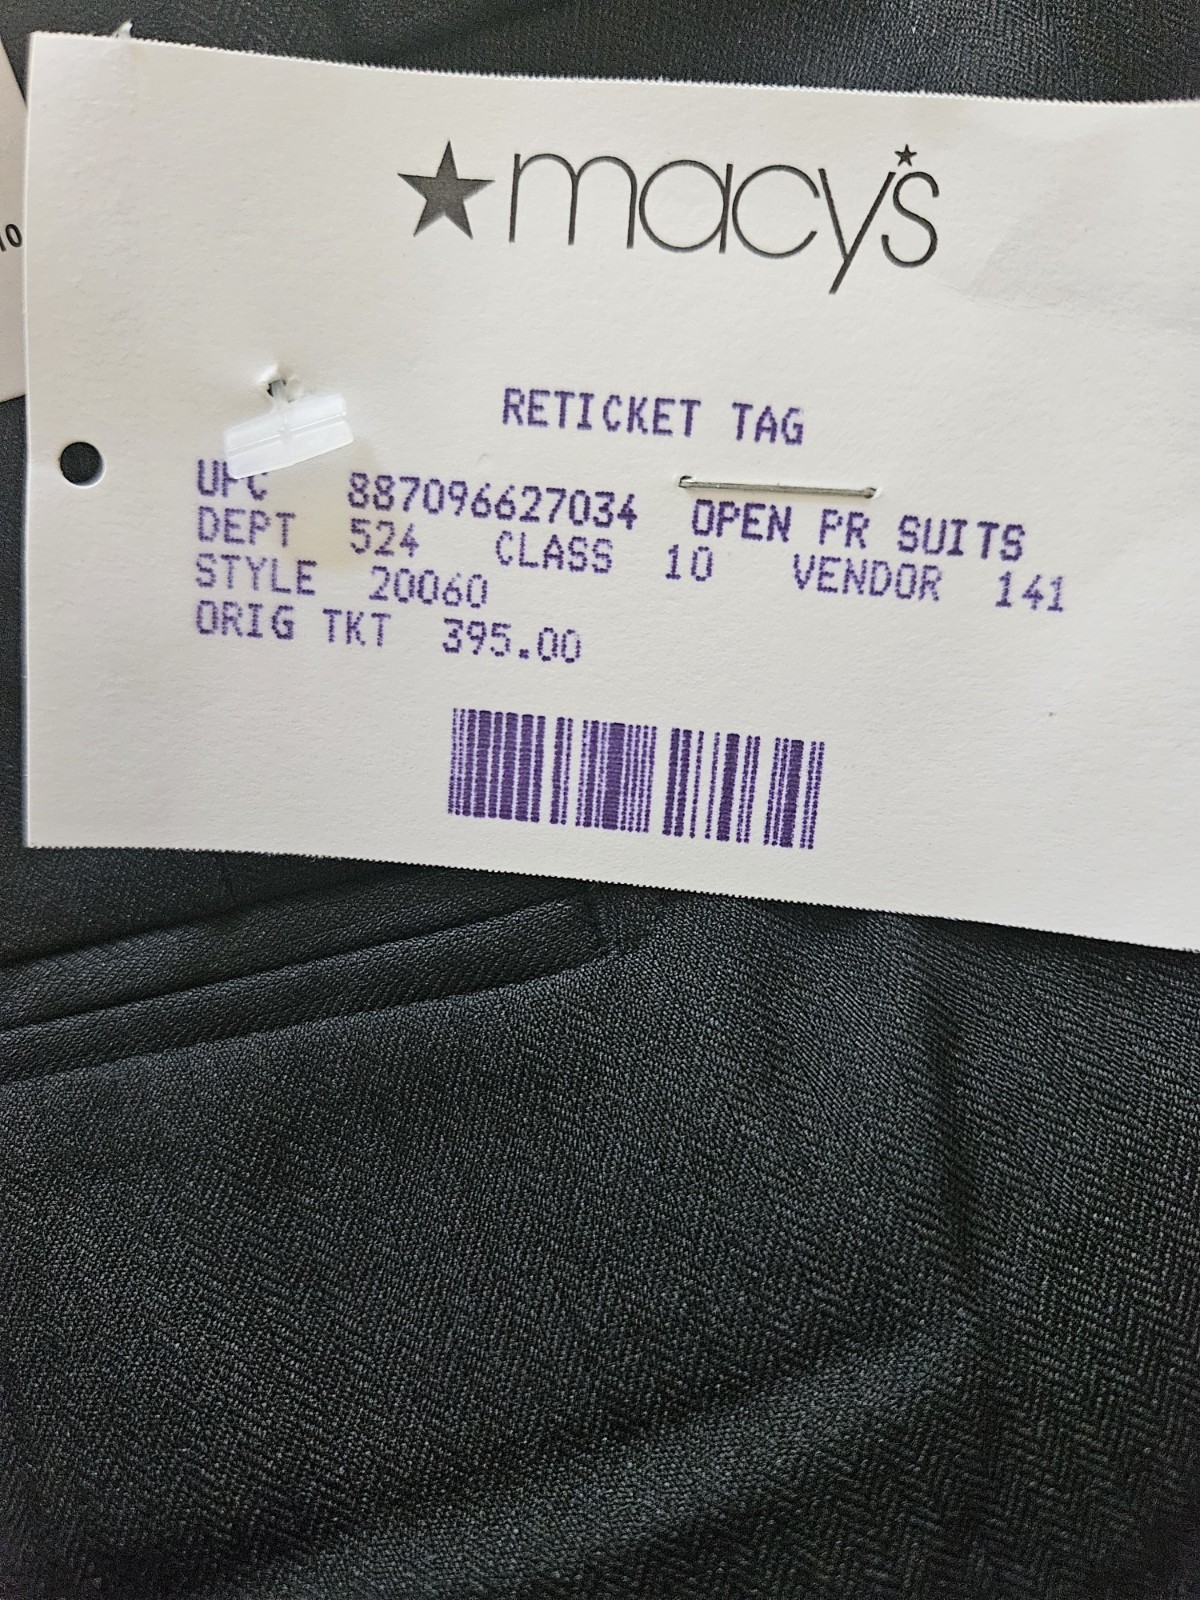 macy's
RETICKET TAG
UPC 887096627034 OPEN PR SUITS
DEPT 524 CLASS 10 VENDOR 141
STYLE 20060
ORIG TKT 395.00
10